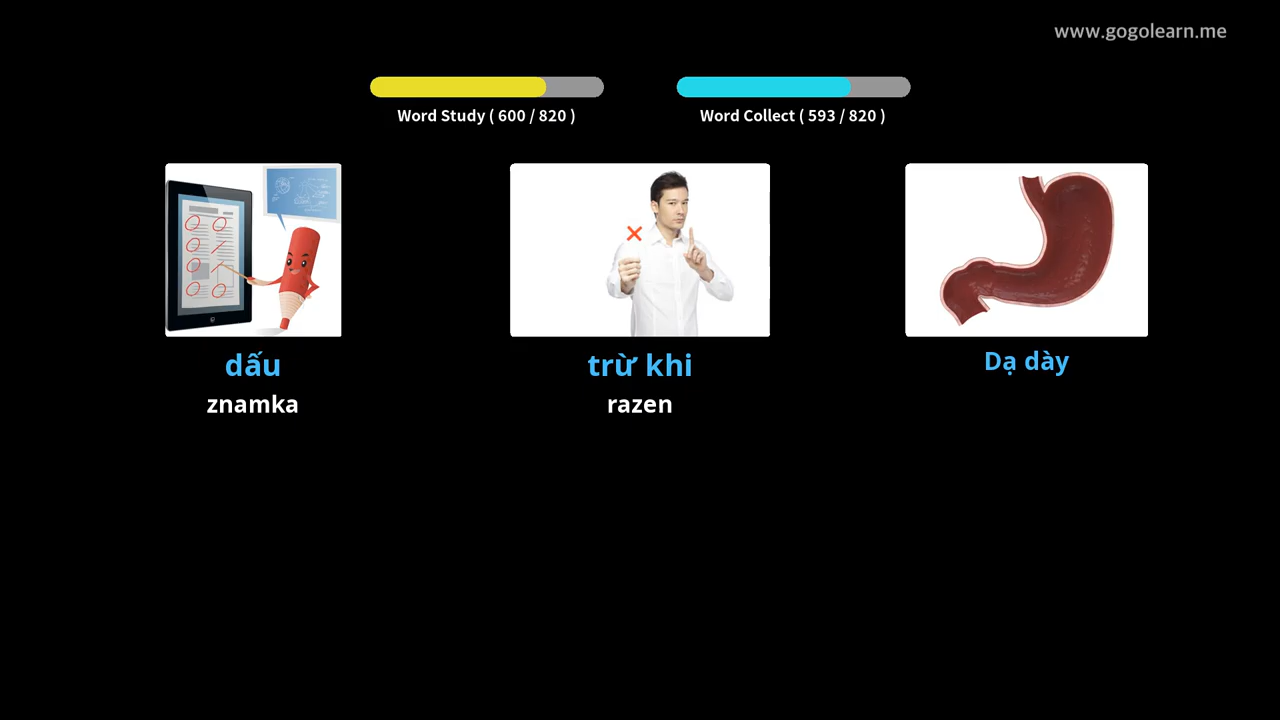 www.gogolearn.me
Word Study ( 600 / 820 )
Word Collect ( 593 / 820 )
dấu
trừ khi
Dạ dày
znamka
razen